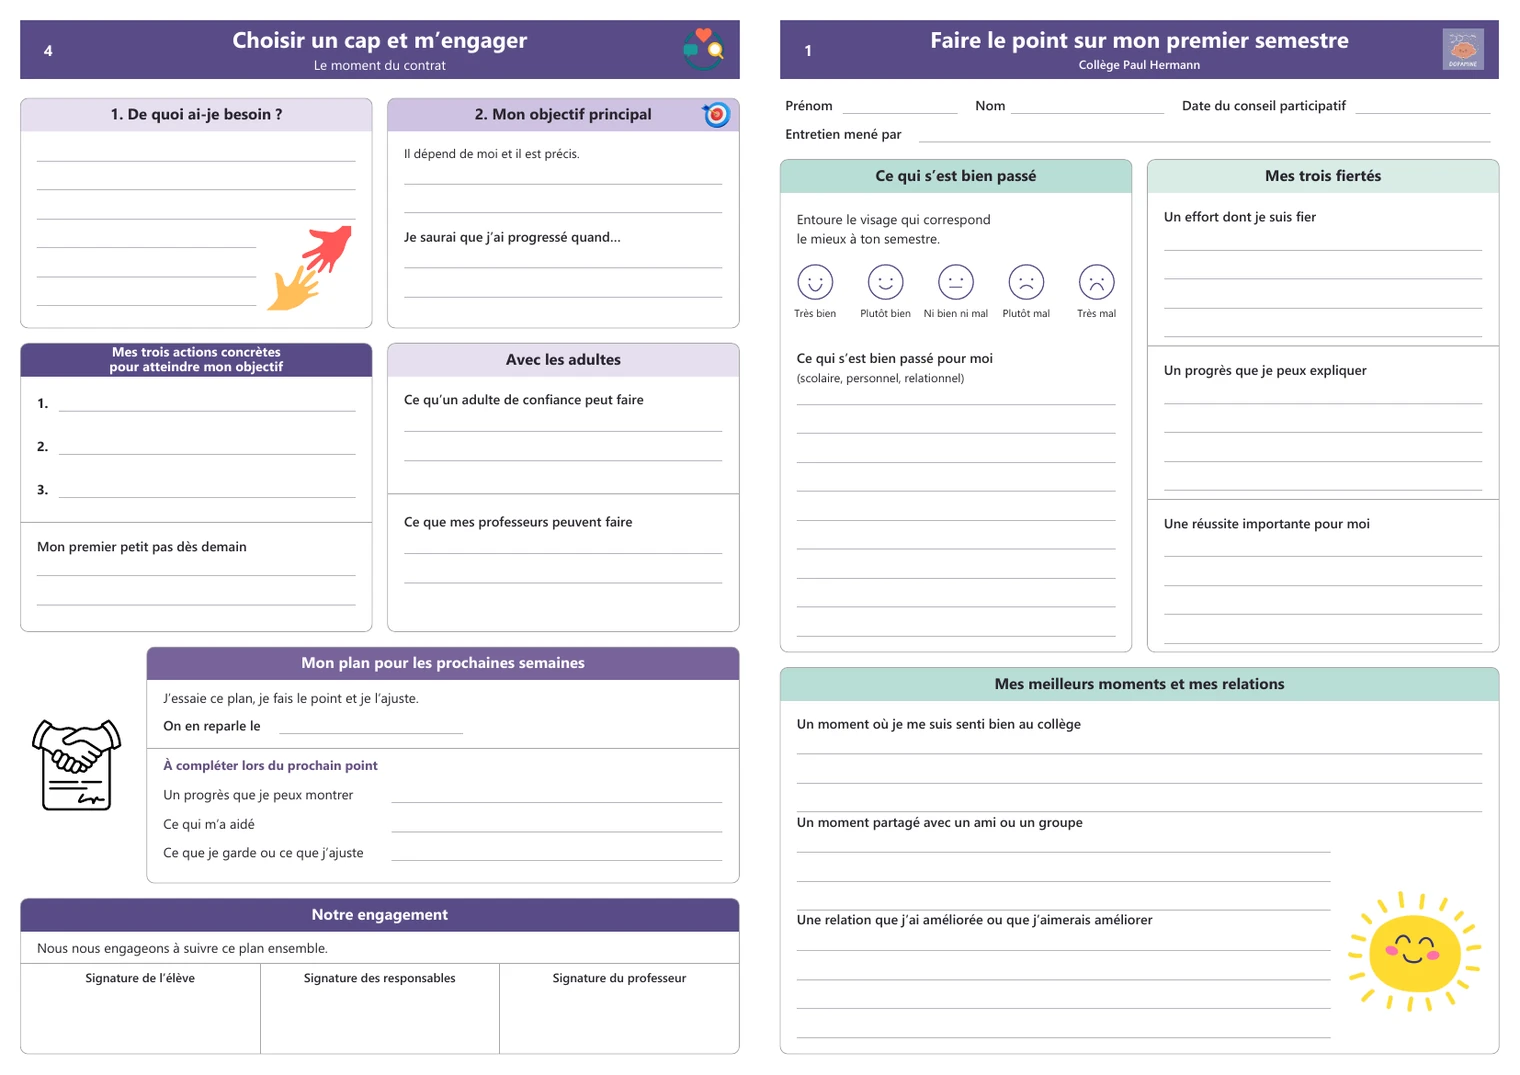 4
Choisir un cap et m’engager
Le moment du contrat
1. De quoi ai-je besoin ?
2. Mon objectif principal
Il dépend de moi et il est précis.
Je saurai que j’ai progressé quand…
Mes trois actions concrètes
pour atteindre mon objectif
1.
2.
3.
Mon premier petit pas dès demain
Avec les adultes
Ce qu’un adulte de confiance peut faire
Ce que mes professeurs peuvent faire
Mon plan pour les prochaines semaines
J’essaie ce plan, je fais le point et je l’ajuste.
On en reparle le
À compléter lors du prochain point
Un progrès que je peux montrer
Ce qui m’a aidé
Ce que je garde ou ce que j’ajuste
Notre engagement
Nous nous engageons à suivre ce plan ensemble.
Signature de l’élève
Signature des responsables
Signature du professeur
1
Faire le point sur mon premier semestre
Collège Paul Hermann
DOPAMINE
Prénom
Nom
Date du conseil participatif
Entretien mené par
Ce qui s’est bien passé
Entoure le visage qui correspond
le mieux à ton semestre.
Très bien
Plutôt bien
Ni bien ni mal
Plutôt mal
Très mal
Ce qui s’est bien passé pour moi
(scolaire, personnel, relationnel)
Mes trois fiertés
Un effort dont je suis fier
Un progrès que je peux expliquer
Une réussite importante pour moi
Mes meilleurs moments et mes relations
Un moment où je me suis senti bien au collège
Un moment partagé avec un ami ou un groupe
Une relation que j’ai améliorée ou que j’aimerais améliorer